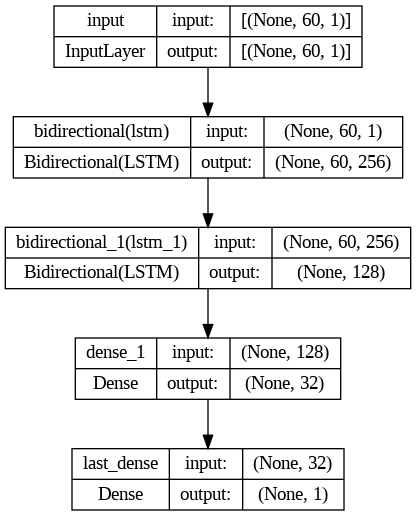 input input: [(None, 60, 1)]
InputLayer output: [(None, 60, 1)]
bidirectional(lstm) input: (None, 60, 1)
Bidirectional(LSTM) output: (None, 60, 256)
bidirectional_1(lstm_1) input: (None, 60, 256)
Bidirectional(LSTM) output: (None, 128)
dense_1 input: (None, 128)
Dense output: (None, 32)
last_dense input: (None, 32)
Dense output: (None, 1)